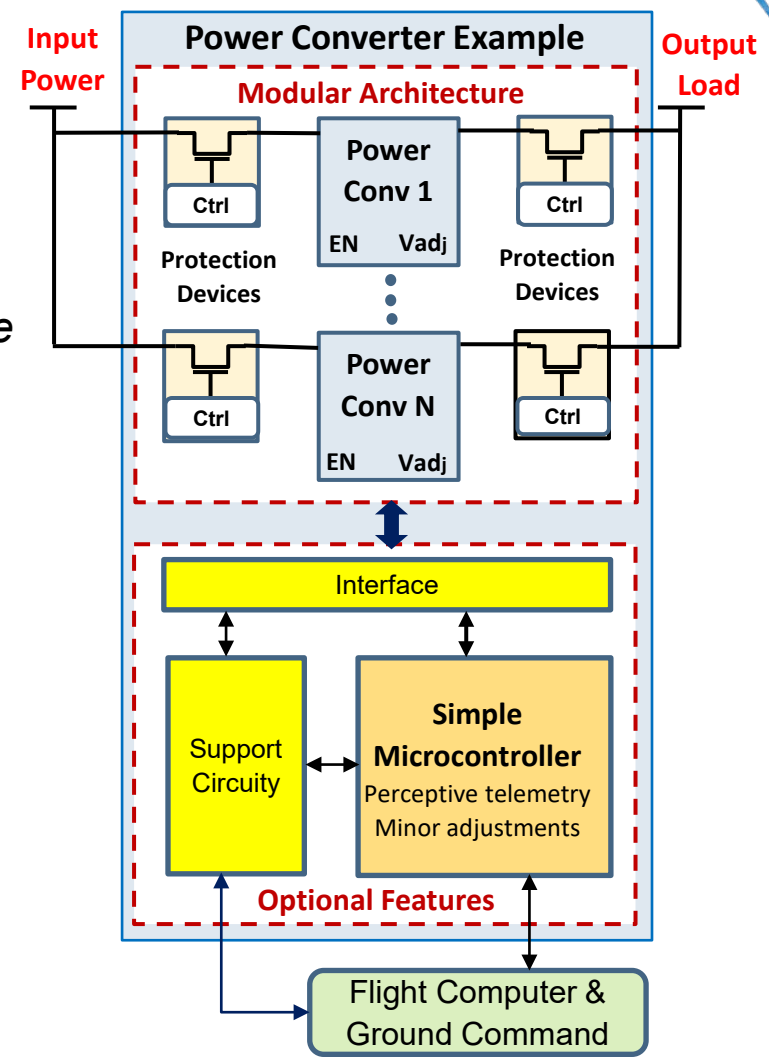 Input
Power
Power Converter Example
Output
Load
Modular Architecture
Ctrl
Power
Conv 1
EN Vadj
Ctrl
Protection
Devices
Protection
Devices
e
Ctrl
Power
Conv N
EN Vadj
Ctrl
Interface
Support
Circuity
Simple
Microcontroller
Perceptive telemetry
Minor adjustments
Optional Features
Flight Computer &
Ground Command